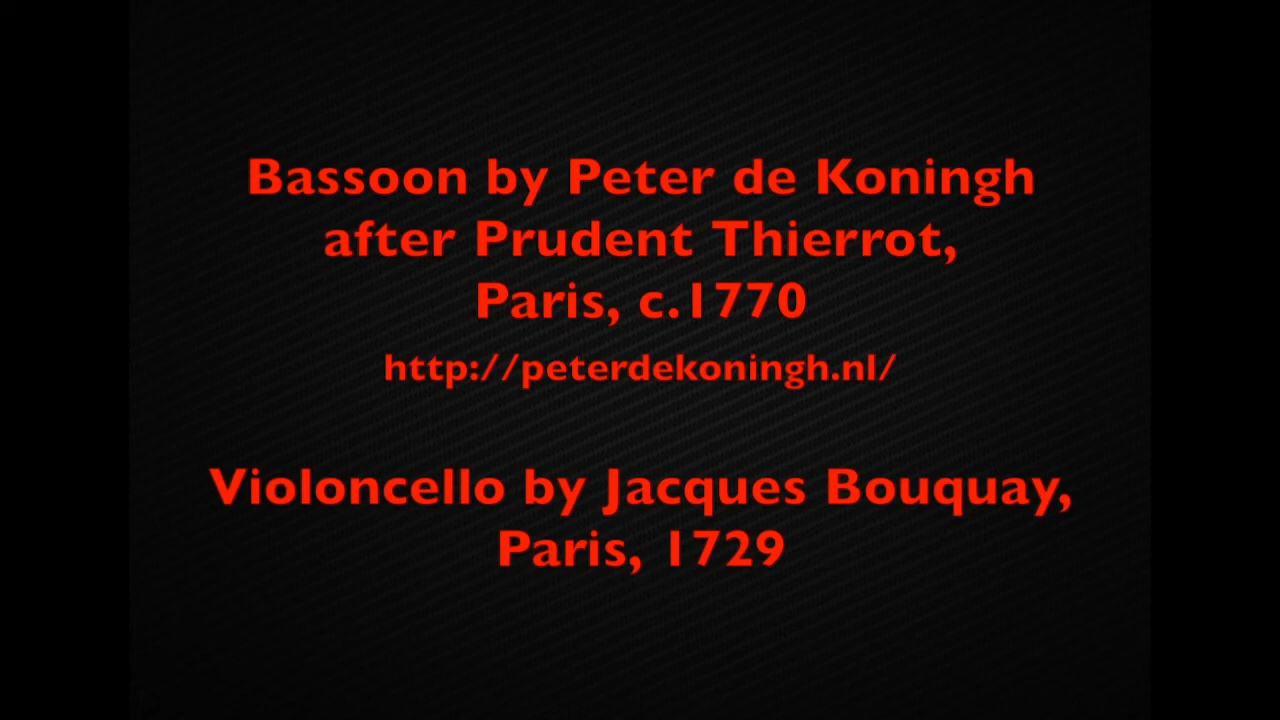 Bassoon by Peter de Koningh
after Prudent Thierrot,
Paris, c.1770
http://peterdekoningh.nl/
Violoncello by Jacques Bouquay,
Paris, 1729